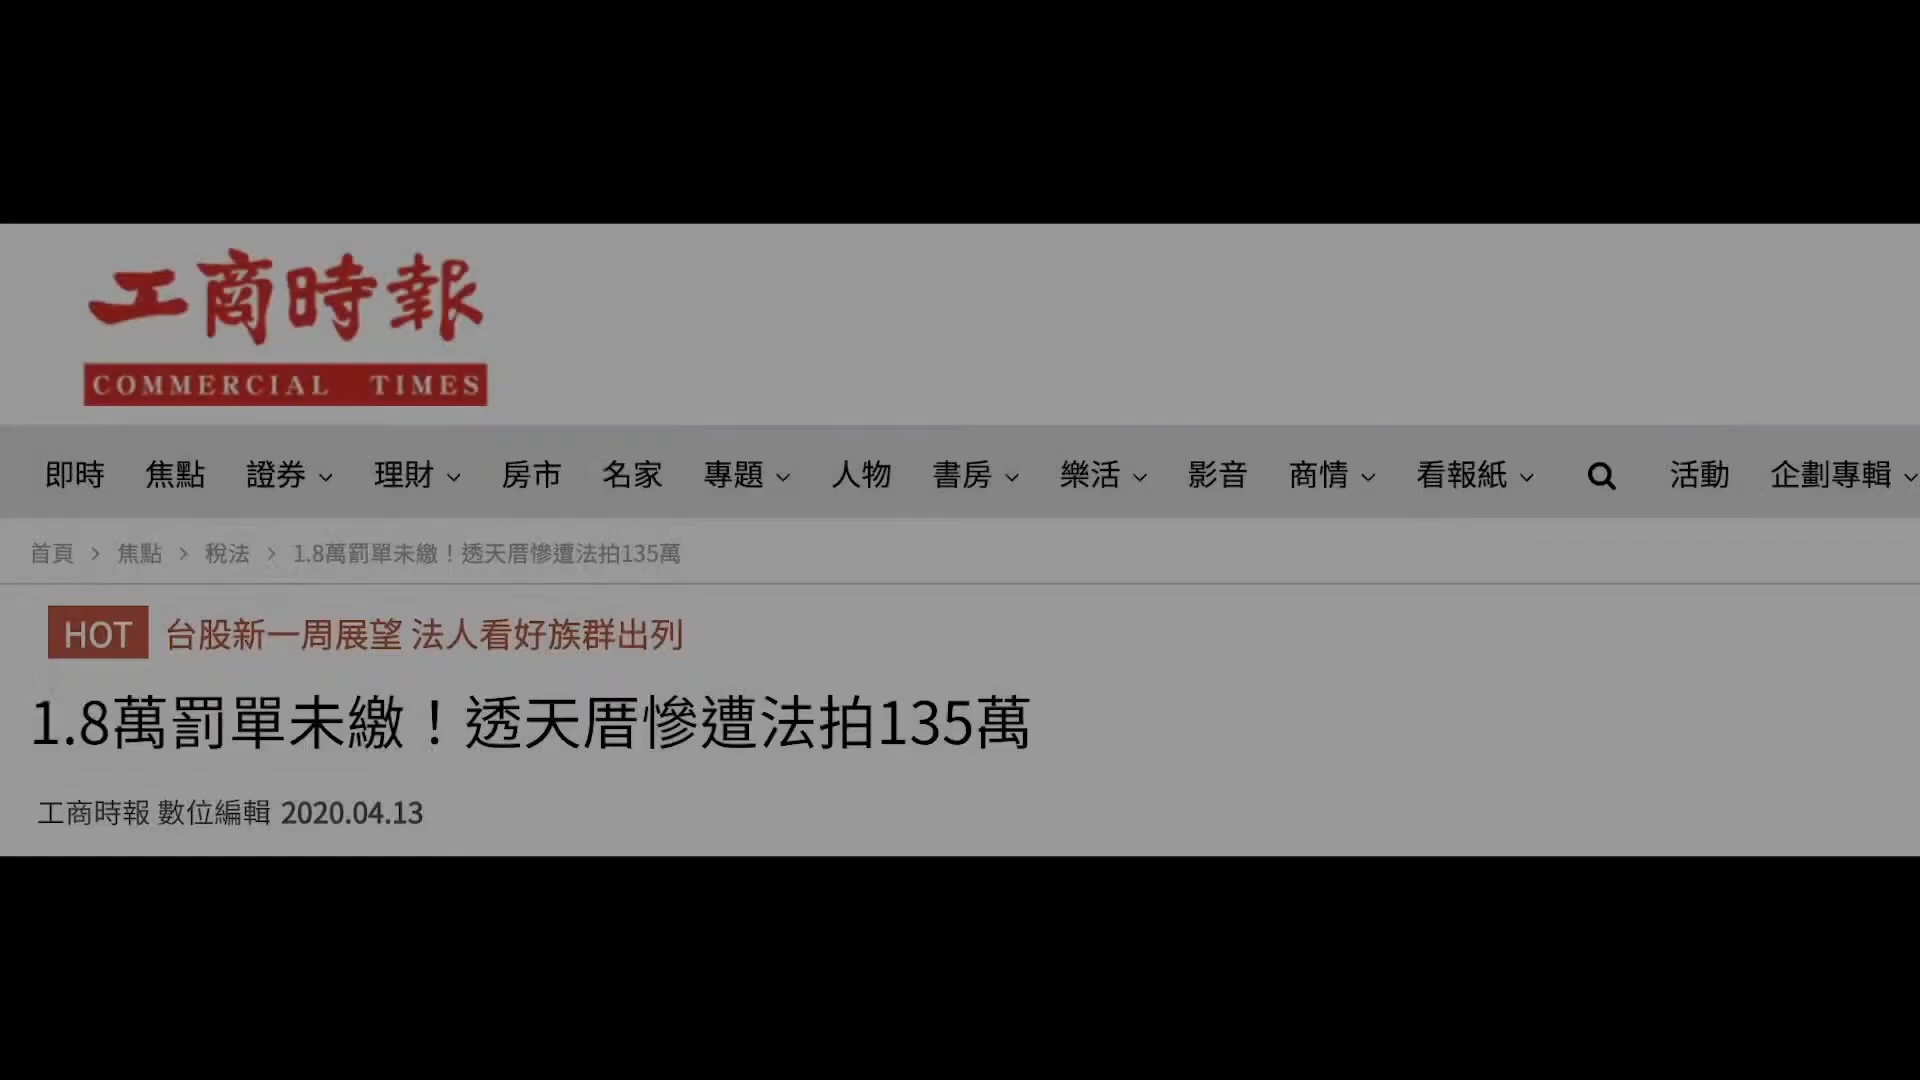 工商時報
COMMERCIAL TIMES
即時 焦點 證券 理財 房市 名家 專題 人物 書房 樂活 影音 商情 看報紙 活動 企劃專輯
首頁 > 焦點 > 稅法 > 1.8萬罰單未繳！透天厝慘遭法拍135萬
HOT 台股新一周展望 法人看好族群出列
1.8萬罰單未繳！透天厝慘遭法拍135萬
工商時報 數位編輯 2020.04.13